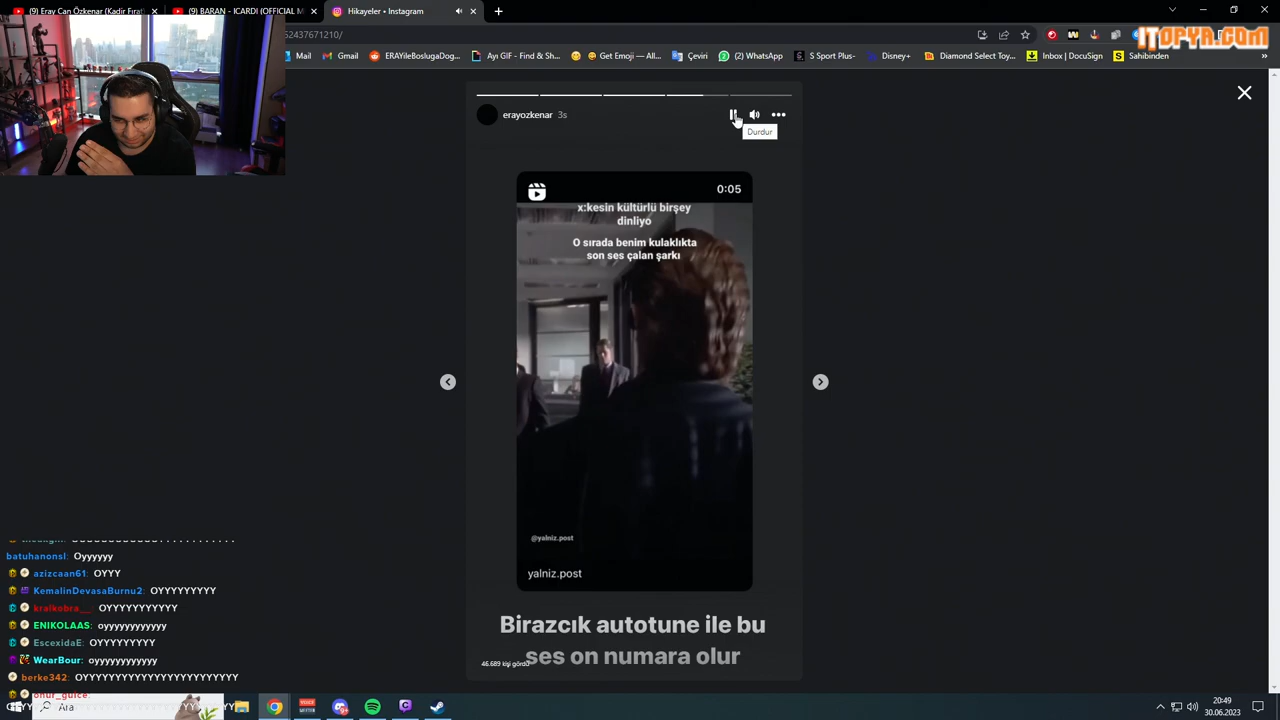 (9) Eray Can Özkenar (Kadir Fırat
(9) BARAN - ICARDI (OFFICIAL M
Hikayeler • Instagram
52437671210/
ITOPYA.COM
Mail
Gmail
ERAYileBoslugaDog...
Ayı GIF - Find & Sh...
Get Emoji — All...
Çeviri
(2) WhatsApp
S Sport Plus-
Disney+
Diamond Select Toy...
Inbox | DocuSign
Sahibinden
erayozkenar 3s
Durdur
0:05
x:kesin kültürlü birşey
dinliyo
O sırada benim kulaklıkta
son ses çalan şarkı
@yalniz.post
yalniz.post
Birazcık autotune ile bu
ses on numara olur
46.689 kişi gördü
batuhanonsl: Oyyyyyy
azizcaan61: OYYY
KemalinDevasaBurnu2: OYYYYYYYYY
kralkobra__: OYYYYYYYYYYY
ENIKOLAAS: oyyyyyyyyyyyy
EscexidaE: OYYYYYYYYY
WearBour: oyyyyyyyyyyyy
berke342: OYYYYYYYYYYYYYYYYYYYYYYYY
onur_gulce:
Ara
20:49
30.06.2023